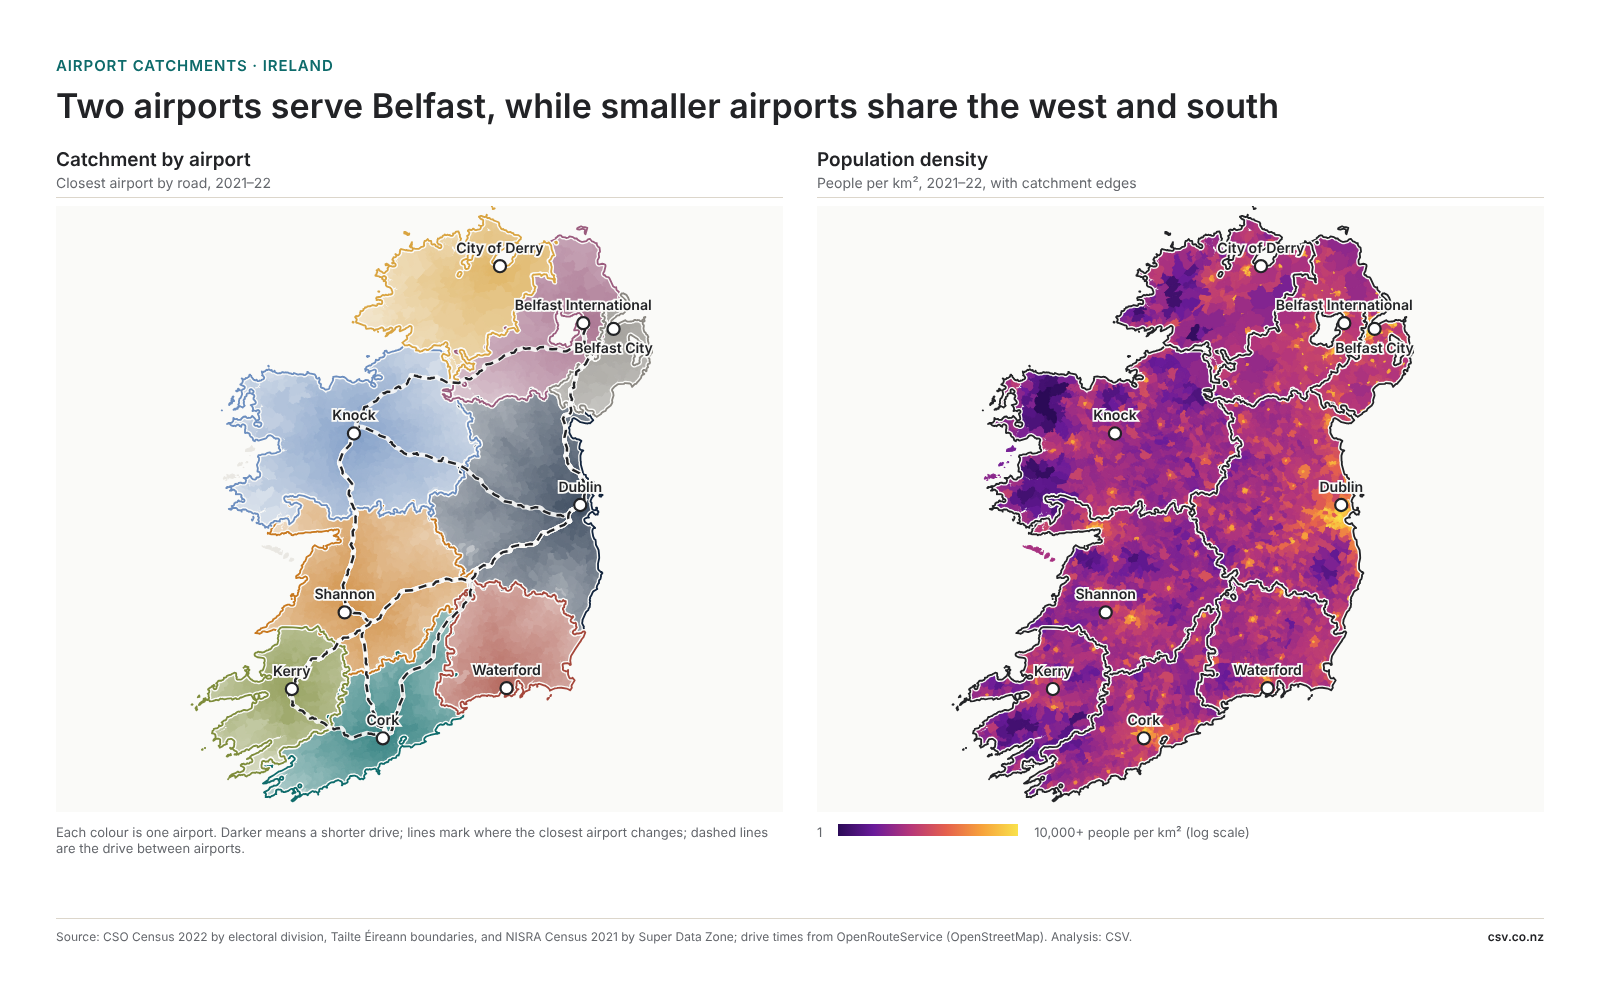 AIRPORT CATCHMENTS · IRELAND
Two airports serve Belfast, while smaller airports share the west and south
Catchment by airport
Closest airport by road, 2021–22
City of Derry
Belfast International
Belfast City
Knock
Dublin
Shannon
Kerry
Waterford
Cork
Each colour is one airport. Darker means a shorter drive; lines mark where the closest airport changes; dashed lines
are the drive between airports.
Population density
People per km², 2021–22, with catchment edges
City of Derry
Belfast International
Belfast City
Knock
Dublin
Shannon
Kerry
Waterford
Cork
1
10,000+ people per km² (log scale)
Source: CSO Census 2022 by electoral division, Tailte Éireann boundaries, and NISRA Census 2021 by Super Data Zone; drive times from OpenRouteService (OpenStreetMap). Analysis: CSV.
csv.co.nz